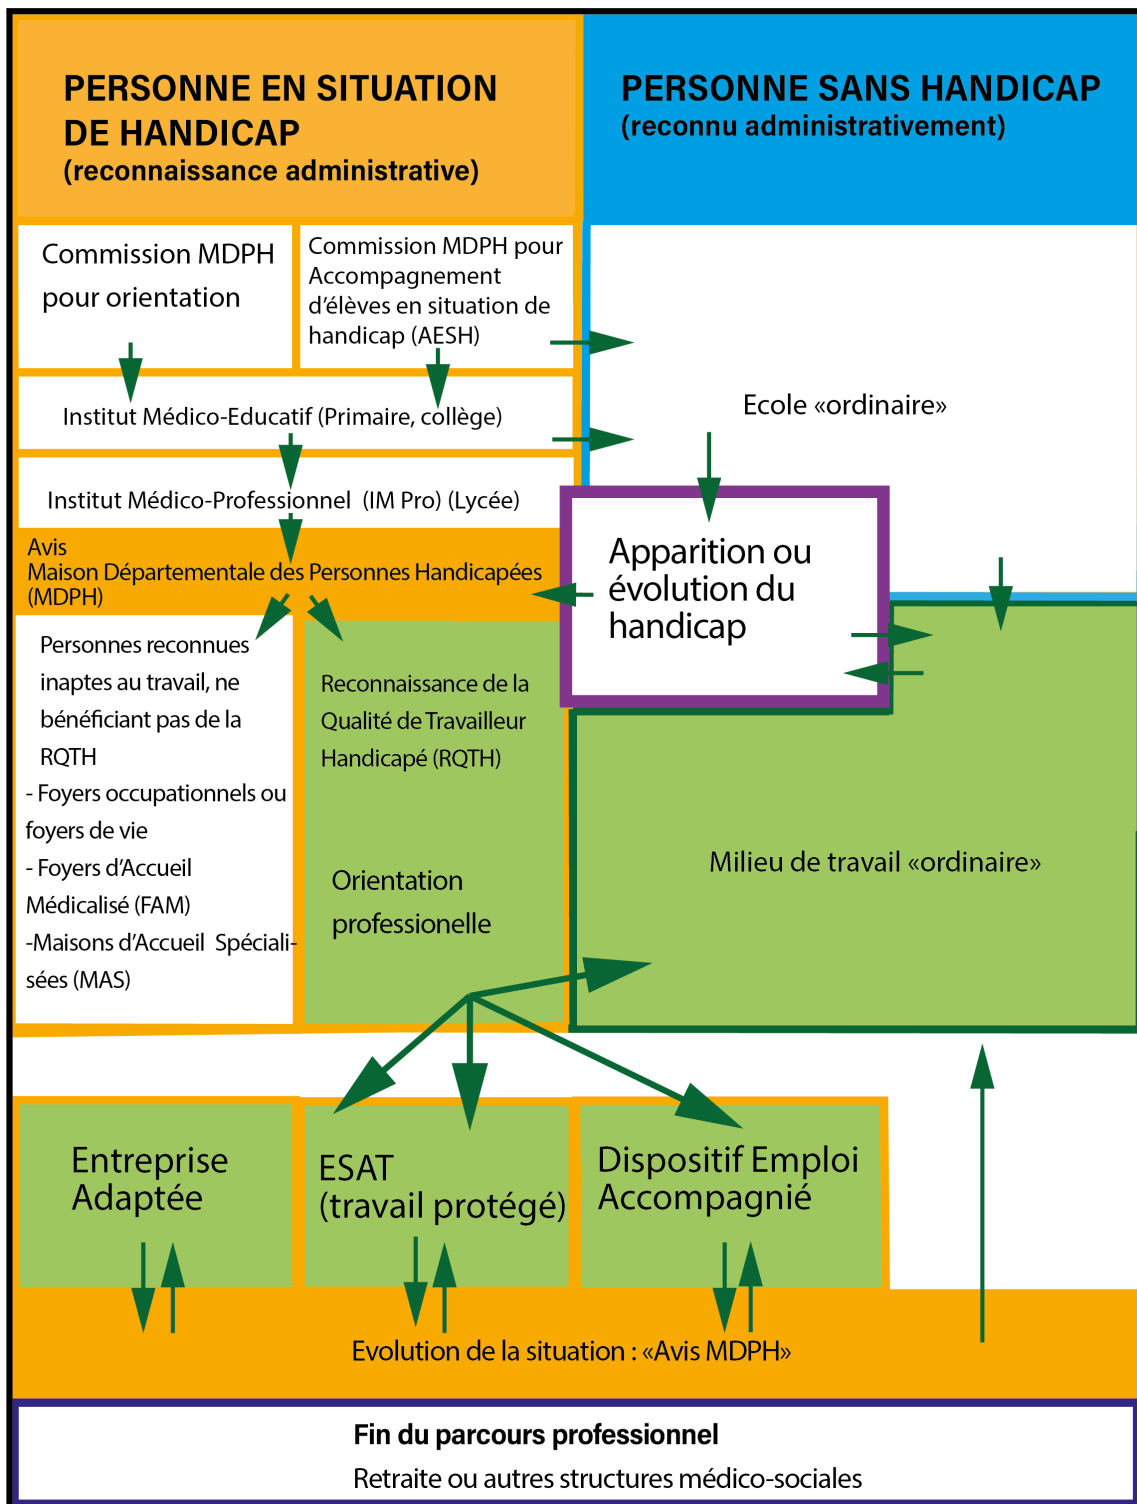 PERSONNE EN SITUATION
DE HANDICAP
(reconnaissance administrative)
PERSONNE SANS HANDICAP
(reconnu administrativement)
Commission MDPH
pour orientation
Commission MDPH pour
Accompagnement
d’élèves en situation de
handicap (AESH)
Ecole «ordinaire»
Institut Médico-Educatif (Primaire, collège)
Institut Médico-Professionnel (IM Pro) (Lycée)
Avis
Maison Départementale des Personnes Handicapées
(MDPH)
Apparition ou
évolution du
handicap
Personnes reconnues
inaptes au travail, ne
bénéficiant pas de la
RQTH
- Foyers occupationnels ou
foyers de vie
- Foyers d’Accueil
Médicalisé (FAM)
-Maisons d’Accueil Spéciali-
sées (MAS)
Reconnaissance de la
Qualité de Travailleur
Handicapé (RQTH)
Orientation
professionelle
Milieu de travail «ordinaire»
Entreprise
Adaptée
ESAT
(travail protégé)
Dispositif Emploi
Accompagnié
Evolution de la situation : «Avis MDPH»
Fin du parcours professionnel
Retraite ou autres structures médico-sociales